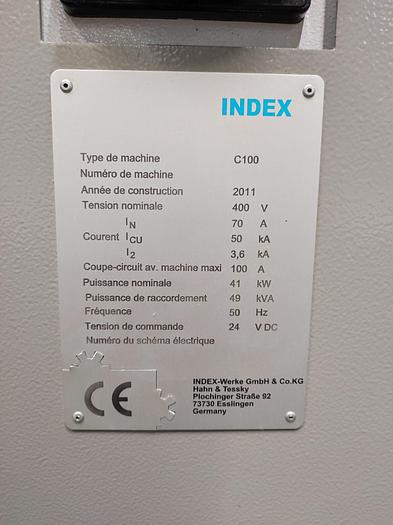 INDEX
Type de machine C100
Numéro de machine
Année de construction 2011
Tension nominale 400 V
IN 70 A
Courent ICU 50 kA
I2 3,6 kA
Coupe-circuit av. machine maxi 100 A
Puissance nominale 41 kW
Puissance de raccordement 49 kVA
Fréquence 50 Hz
Tension de commande 24 V DC
Numéro du schéma électrique
CE
INDEX-Werke GmbH & Co.KG
Hahn & Tessky
Plochinger Straße 92
73730 Esslingen
Germany